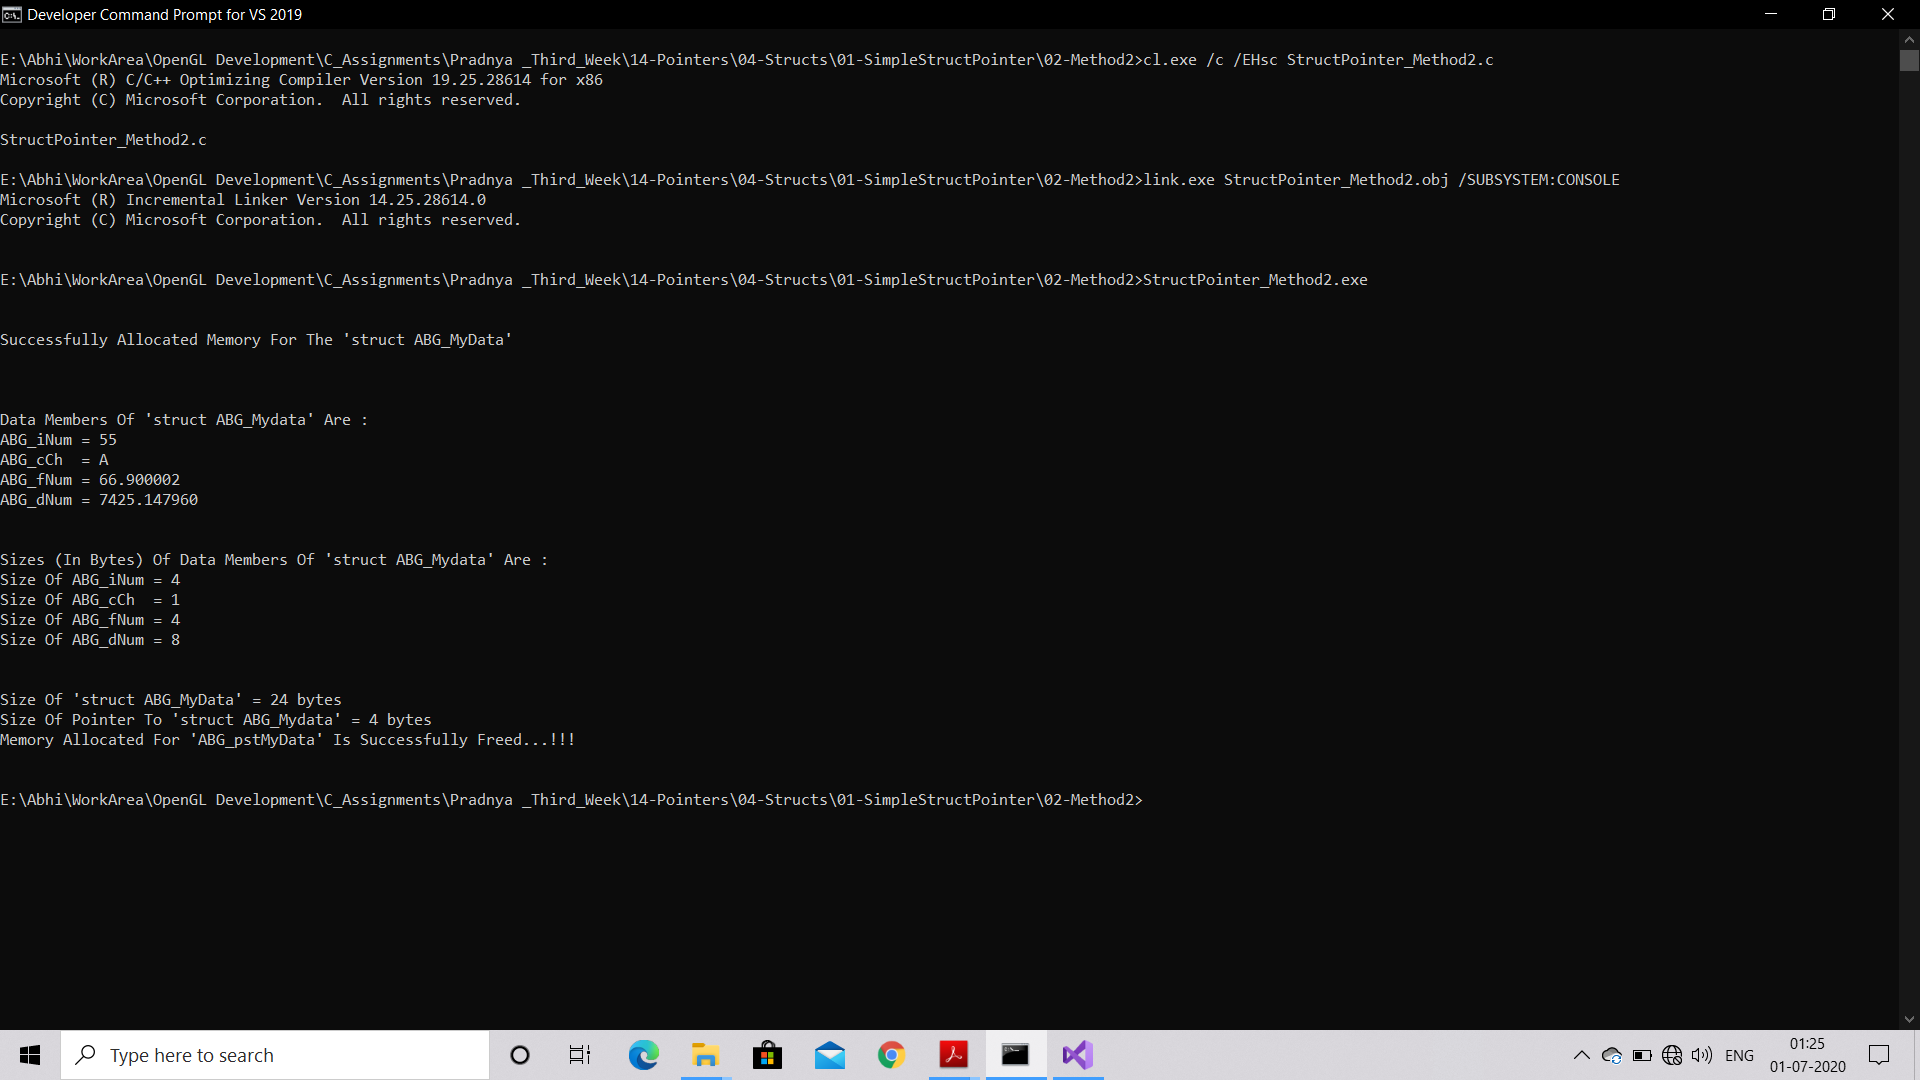 Developer Command Prompt for VS 2019
E:\Abhi\WorkArea\OpenGL Development\C_Assignments\Pradnya _Third_Week\14-Pointers\04-Structs\01-SimpleStructPointer\02-Method2>cl.exe /c /EHsc StructPointer_Method2.c
Microsoft (R) C/C++ Optimizing Compiler Version 19.25.28614 for x86
Copyright (C) Microsoft Corporation.  All rights reserved.
StructPointer_Method2.c
E:\Abhi\WorkArea\OpenGL Development\C_Assignments\Pradnya _Third_Week\14-Pointers\04-Structs\01-SimpleStructPointer\02-Method2>link.exe StructPointer_Method2.obj /SUBSYSTEM:CONSOLE
Microsoft (R) Incremental Linker Version 14.25.28614.0
Copyright (C) Microsoft Corporation.  All rights reserved.
E:\Abhi\WorkArea\OpenGL Development\C_Assignments\Pradnya _Third_Week\14-Pointers\04-Structs\01-SimpleStructPointer\02-Method2>StructPointer_Method2.exe
Successfully Allocated Memory For The 'struct ABG_MyData'
Data Members Of 'struct ABG_Mydata' Are :
ABG_iNum = 55
ABG_cCh  = A
ABG_fNum = 66.900002
ABG_dNum = 7425.147960
Sizes (In Bytes) Of Data Members Of 'struct ABG_Mydata' Are :
Size Of ABG_iNum = 4
Size Of ABG_cCh  = 1
Size Of ABG_fNum = 4
Size Of ABG_dNum = 8
Size Of 'struct ABG_MyData' = 24 bytes
Size Of Pointer To 'struct ABG_Mydata' = 4 bytes
Memory Allocated For 'ABG_pstMyData' Is Successfully Freed...!!!
E:\Abhi\WorkArea\OpenGL Development\C_Assignments\Pradnya _Third_Week\14-Pointers\04-Structs\01-SimpleStructPointer\02-Method2>
Type here to search
ENG
01:25
01-07-2020